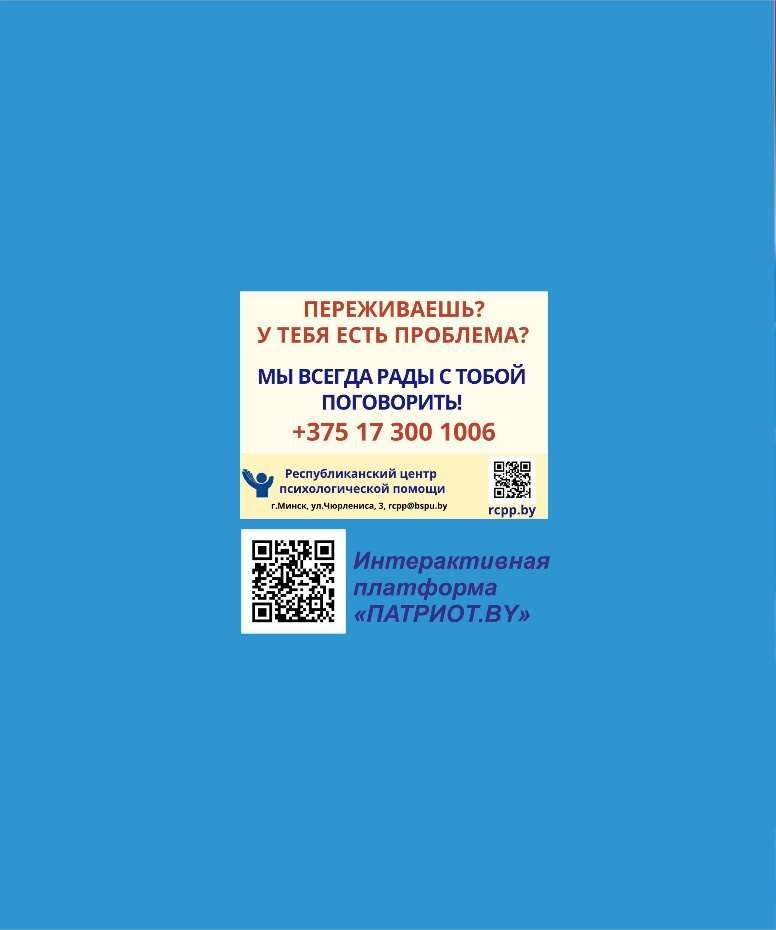 ПЕРЕЖИВАЕШЬ?
У ТЕБЯ ЕСТЬ ПРОБЛЕМА?
МЫ ВСЕГДА РАДЫ С ТОБОЙ
ПОГОВОРИТЬ!
+375 17 300 1006
Республиканский центр
психологической помощи
г.Минск, ул.Чюрлениса, 3, rcpp@bspu.by
rcpp.by
Интерактивная
платформа
«ПАТРИОТ.BY»